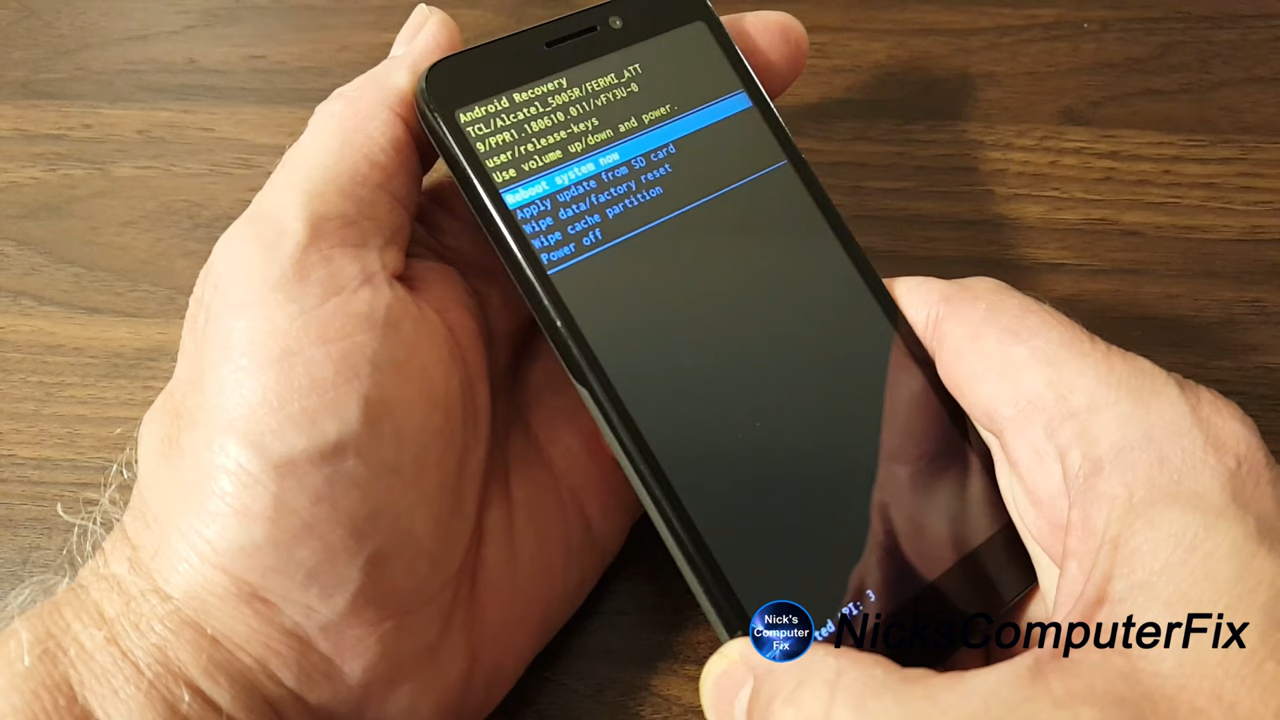 Android Recovery
TCL/Alcatel_5005R/FERMI_ATT
9/PPR1.180610.011/vFY3U-0
user/release-keys
Use volume up/down and power.
Reboot system now
Apply update from SD card
Wipe data/factory reset
Wipe cache partition
Power off
API: 3
Nick's
Computer
Fix
NicksComputerFix